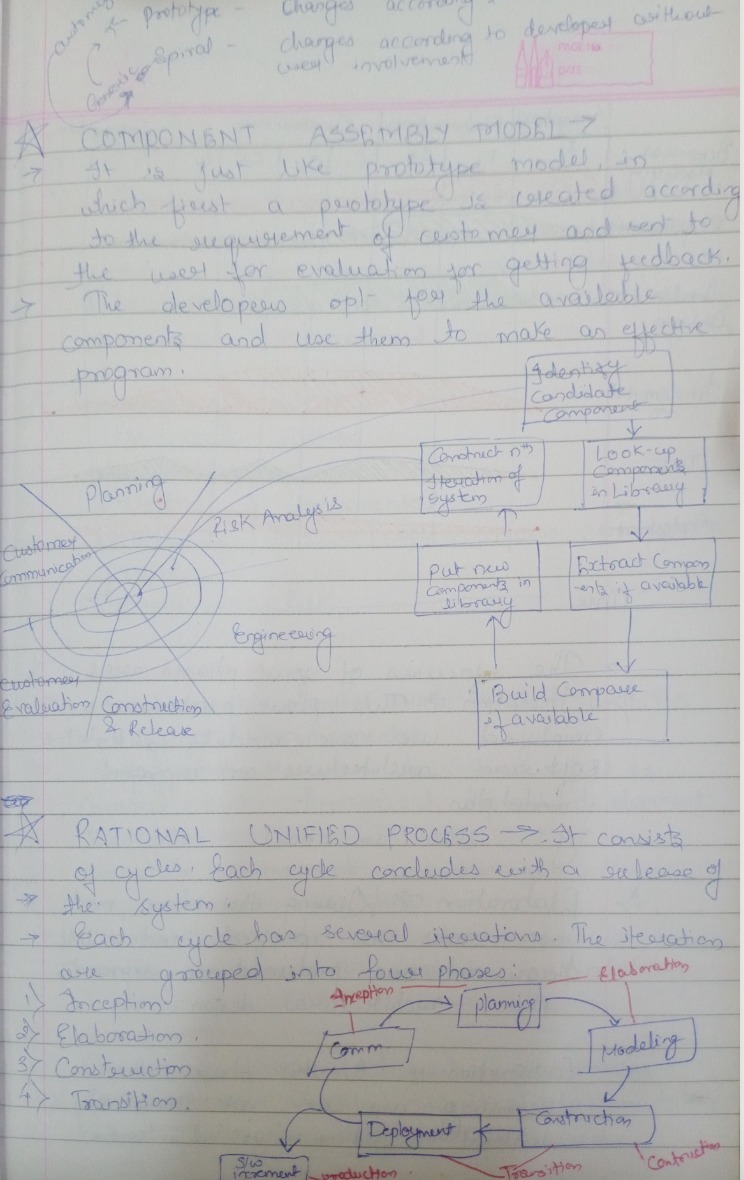 Customer
Prototype - Changes according
Spiral - changes according to developer without
user involvement
COMPONENT ASSEMBLY MODEL →
→ It is just like prototype model, in
which first a prototype is created according
to the requirement of customer and sent to
the user for evaluation for getting feedback.
→ The developers opt for the available
components and use them to make an effective
program.
Identify
Candidate
Component
Construct nth
Iteration of
System
Look-up
Components
in Library
Planning
Risk Analysis
Customer
Communication
Put new
Components in
library
Extract Compon
-ents if available
Engineering
Customer
Evaluation
Construction
& Release
Build Compane
if available
RATIONAL UNIFIED PROCESS → It consists
of cycles. Each cycle concludes with a release of
→ the system.
→ Each cycle has several iterations. The iteration
are grouped into four phases:
1) Inception
2) Elaboration.
3) Construction
4) Transition.
Inception
Elaboration
Planning
Comm.
Modeling
Deployment
Construction
S/w
increment
production
Transition
Contruction